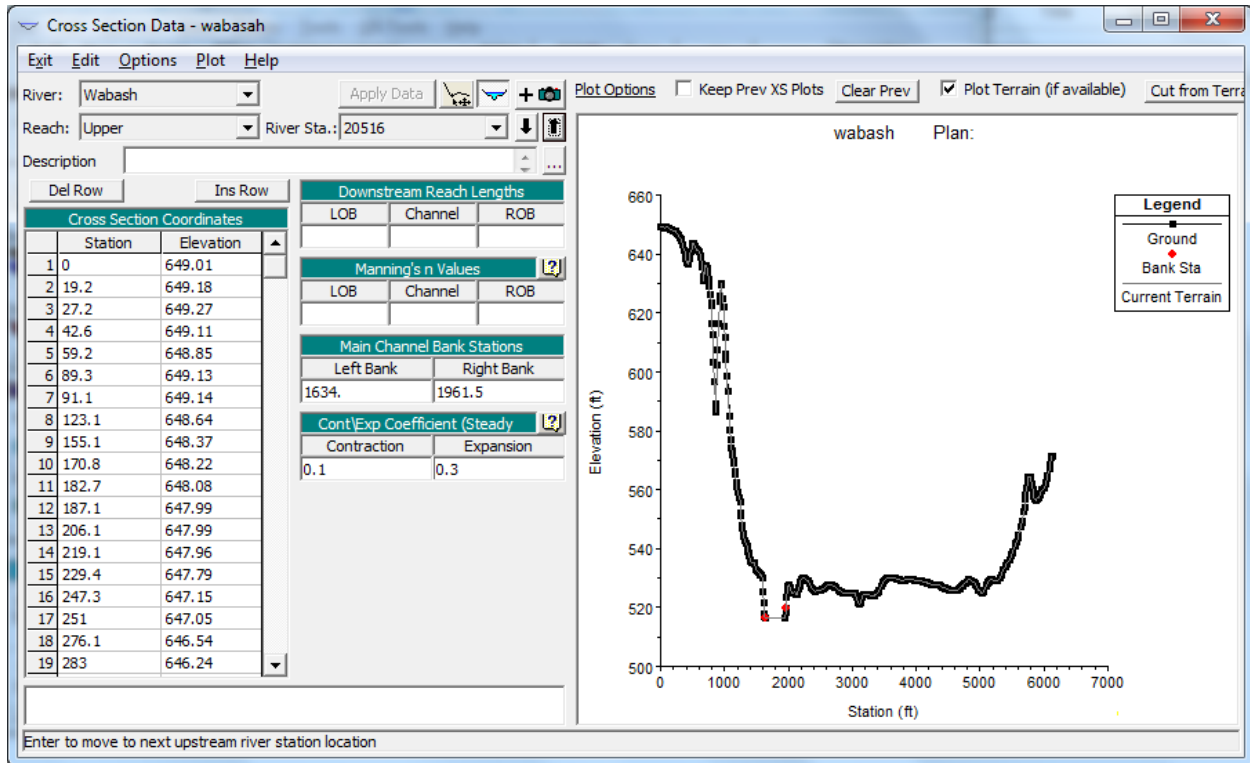 Cross Section Data - wabasah
Exit Edit Options Plot Help
River: Wabash Apply Data Plot Options Keep Prev XS Plots Clear Prev Plot Terrain (if available) Cut from Terra
Reach: Upper River Sta.: 20516
Description ...
Del Row Ins Row
Cross Section Coordinates
Station Elevation
1 0 649.01
2 19.2 649.18
3 27.2 649.27
4 42.6 649.11
5 59.2 648.85
6 89.3 649.13
7 91.1 649.14
8 123.1 648.64
9 155.1 648.37
10 170.8 648.22
11 182.7 648.08
12 187.1 647.99
13 206.1 647.99
14 219.1 647.96
15 229.4 647.79
16 247.3 647.15
17 251 647.05
18 276.1 646.54
19 283 646.24
Downstream Reach Lengths
LOB Channel ROB
Manning's n Values
LOB Channel ROB
Main Channel Bank Stations
Left Bank Right Bank
1634. 1961.5
Cont\Exp Coefficient (Steady
Contraction Expansion
0.1 0.3
wabash Plan:
Legend
Ground
Bank Sta
Current Terrain
Elevation (ft)
660
640
620
600
580
560
540
520
500
0 1000 2000 3000 4000 5000 6000 7000
Station (ft)
Enter to move to next upstream river station location